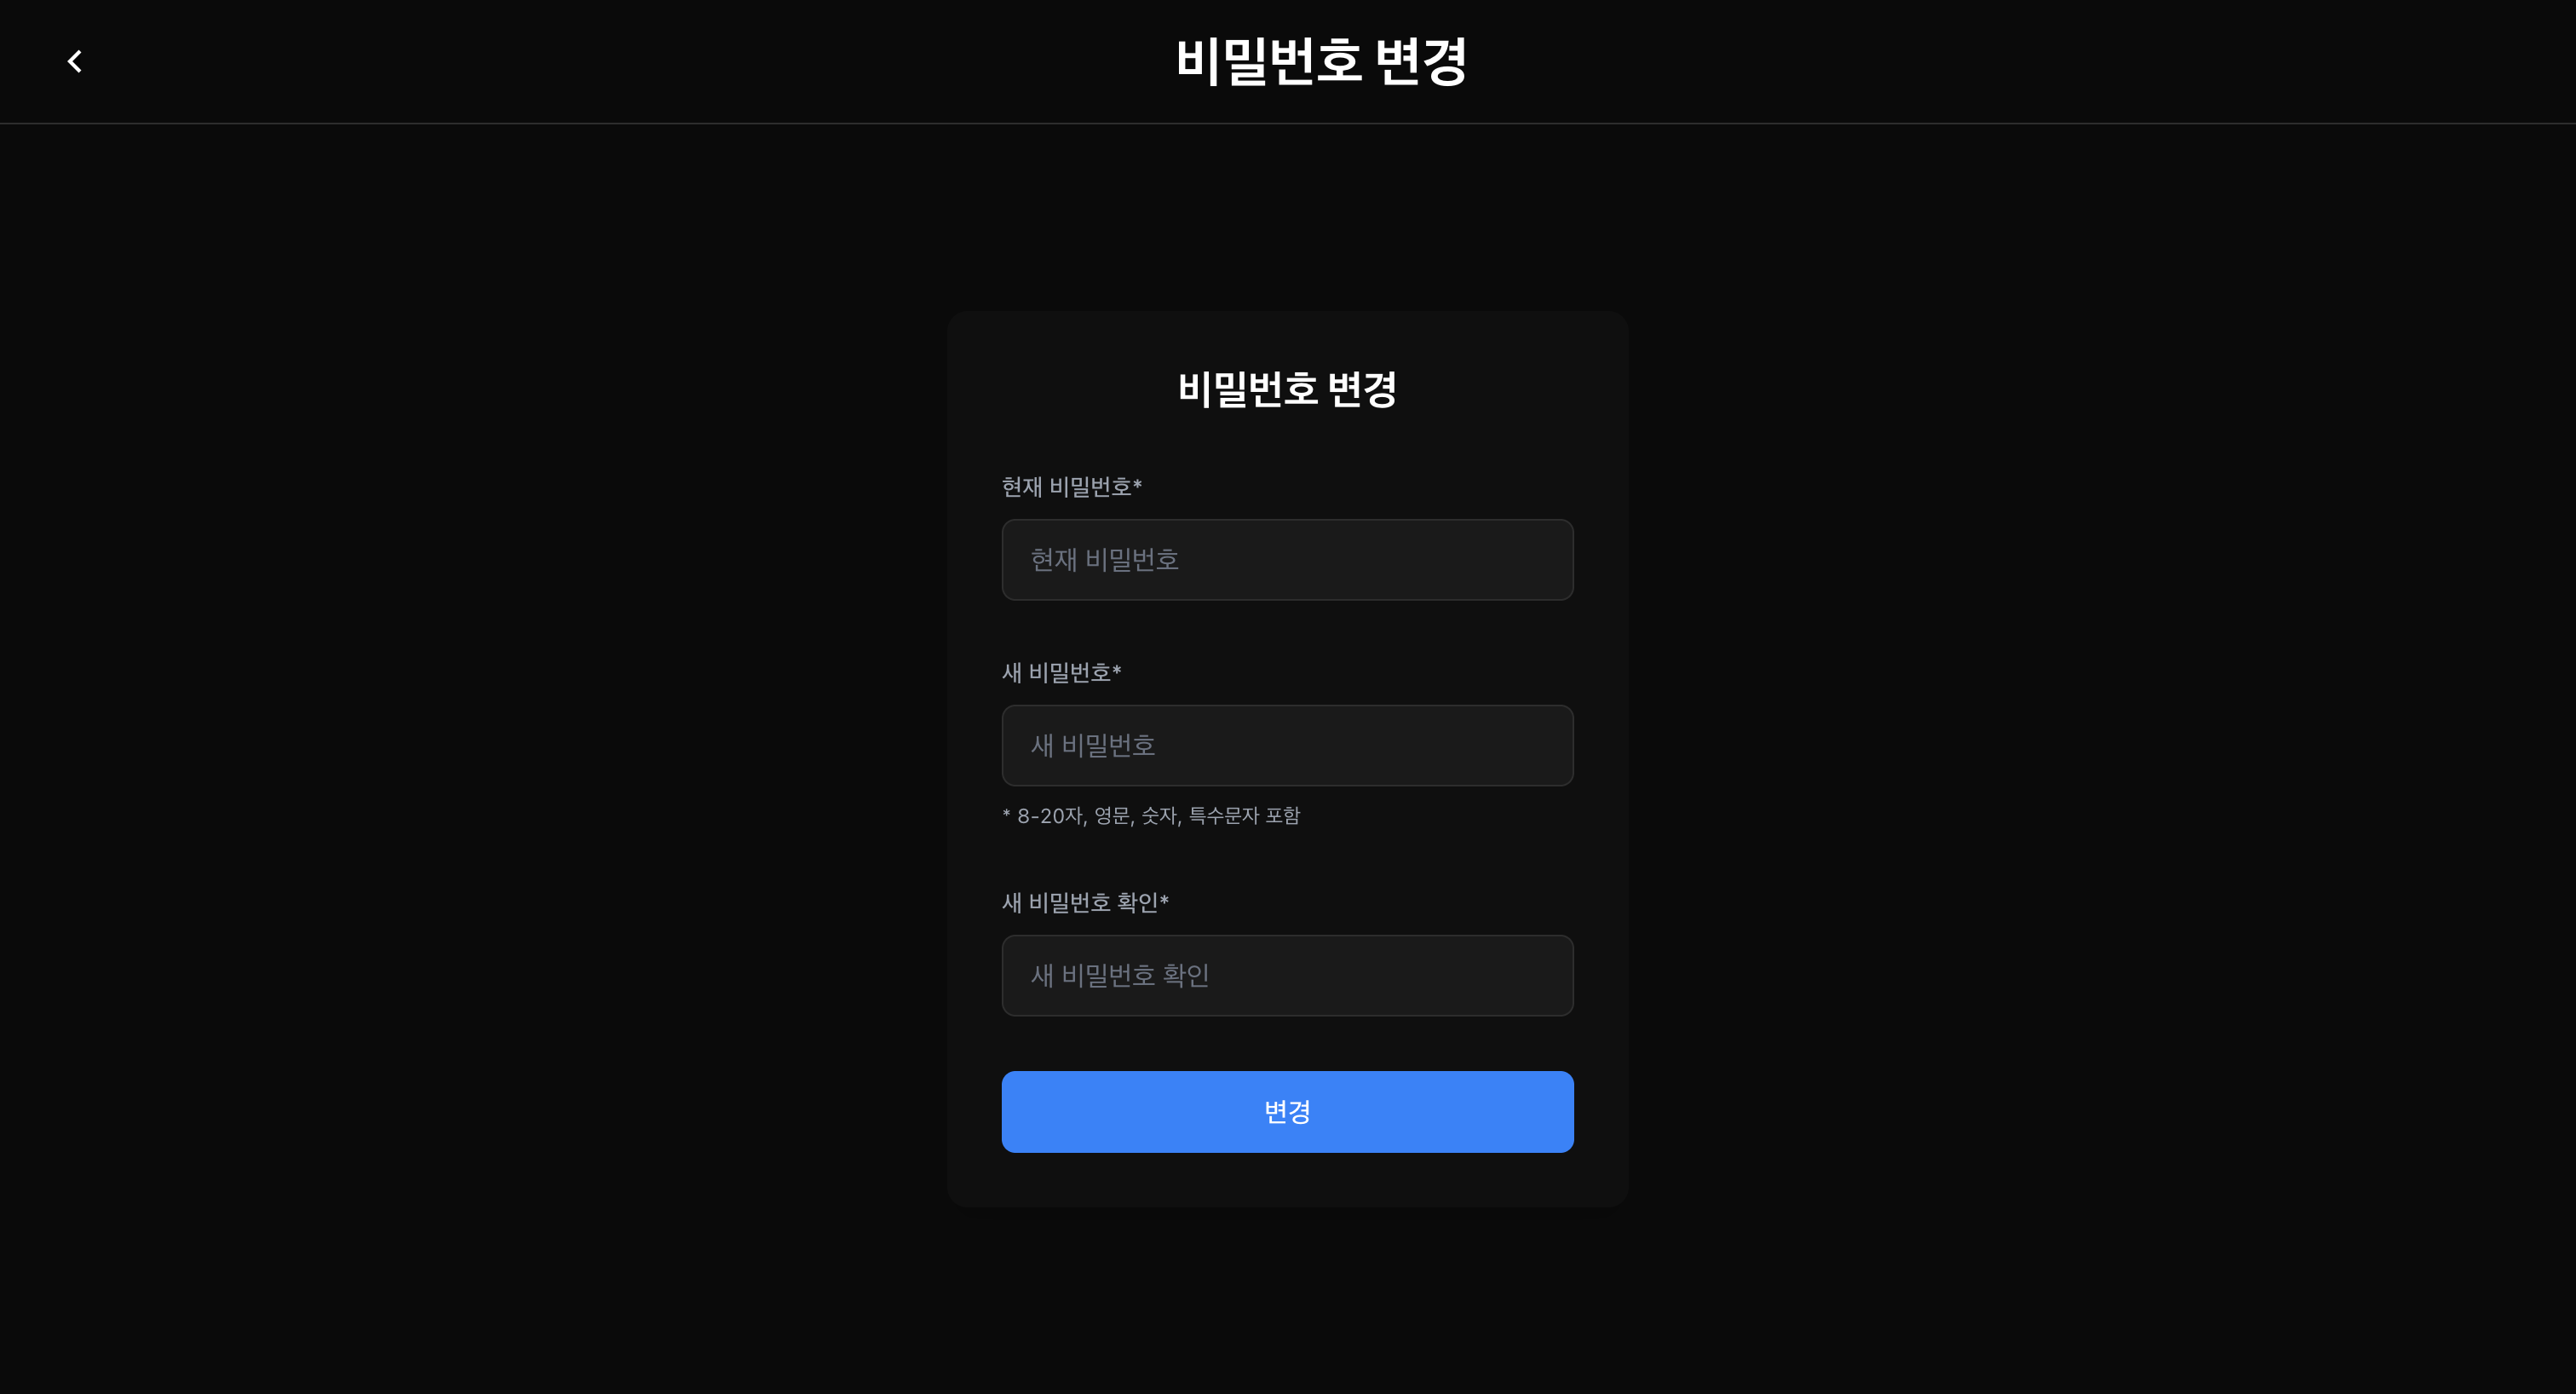 비밀번호 변경
비밀번호 변경
현재 비밀번호*
현재 비밀번호
새 비밀번호*
새 비밀번호
* 8-20자, 영문, 숫자, 특수문자 포함
새 비밀번호 확인*
새 비밀번호 확인
변경